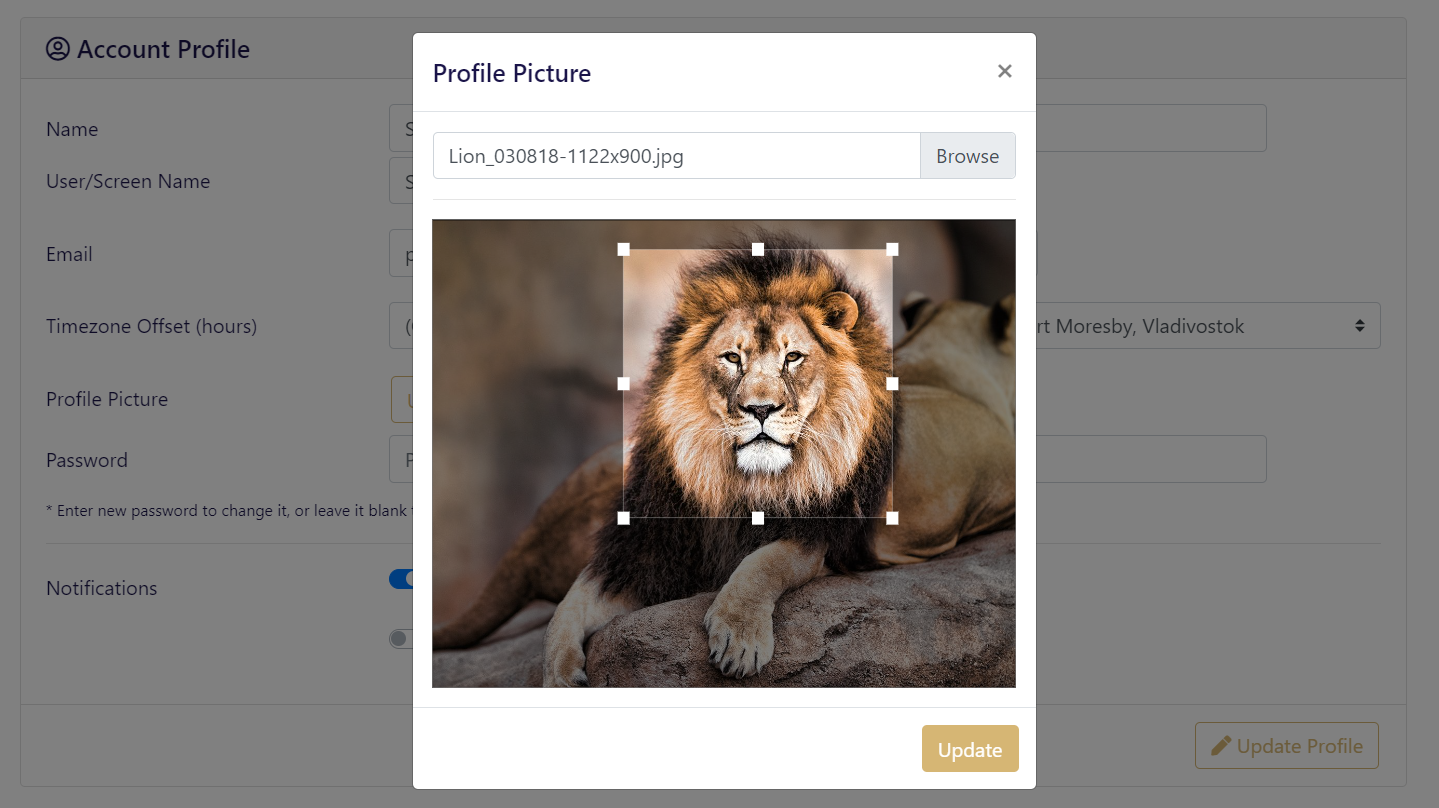 Account Profile
Profile Picture
×
Name
S
Lion_030818-1122x900.jpg
Browse
User/Screen Name
S
Email
p
Timezone Offset (hours)
rt Moresby, Vladivostok
Profile Picture
Password
P
* Enter new password to change it, or leave it blank
Notifications
Update
Update Profile